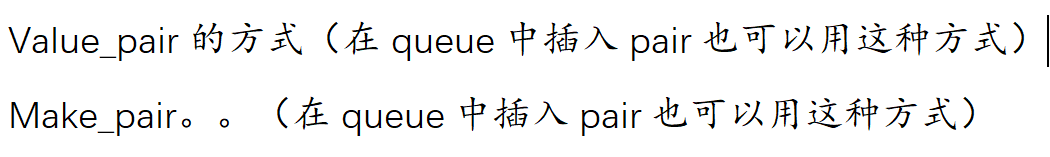 Value_pair 的方式（在 queue 中插入 pair 也可以用这种方式）
Make_pair。。（在 queue 中插入 pair 也可以用这种方式）